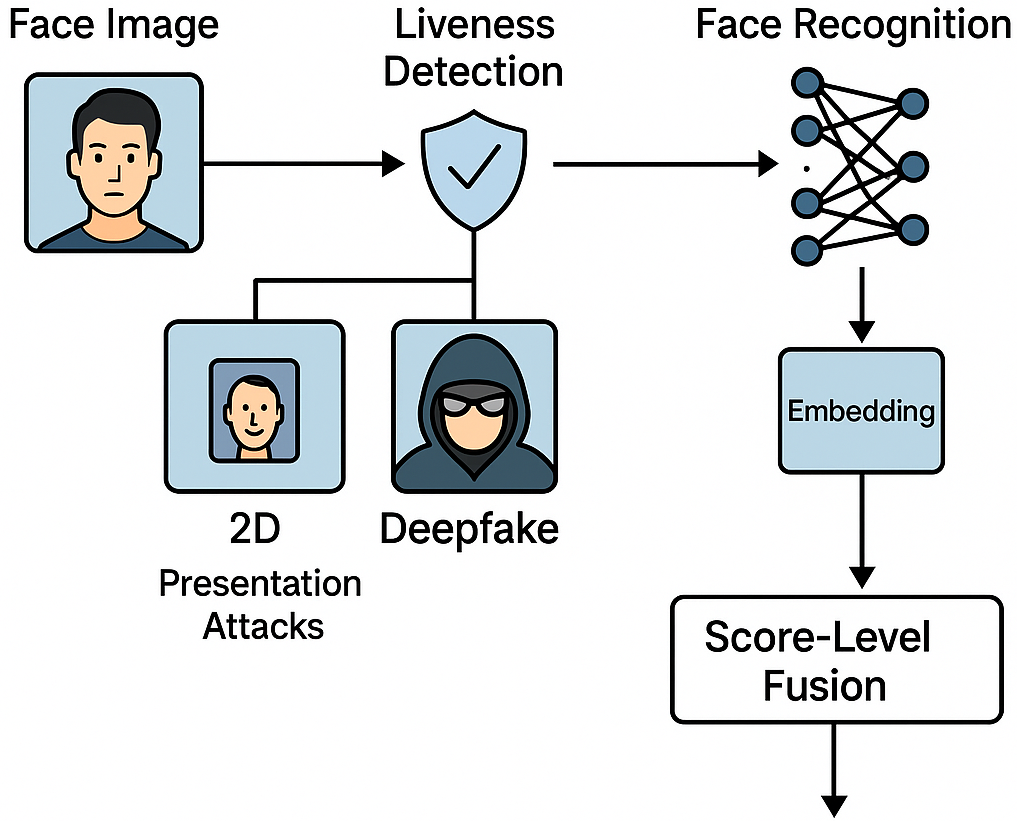 Face Image
Liveness
Detection
Face Recognition
Embedding
2D
Presentation
Attacks
Deepfake
Score-Level
Fusion